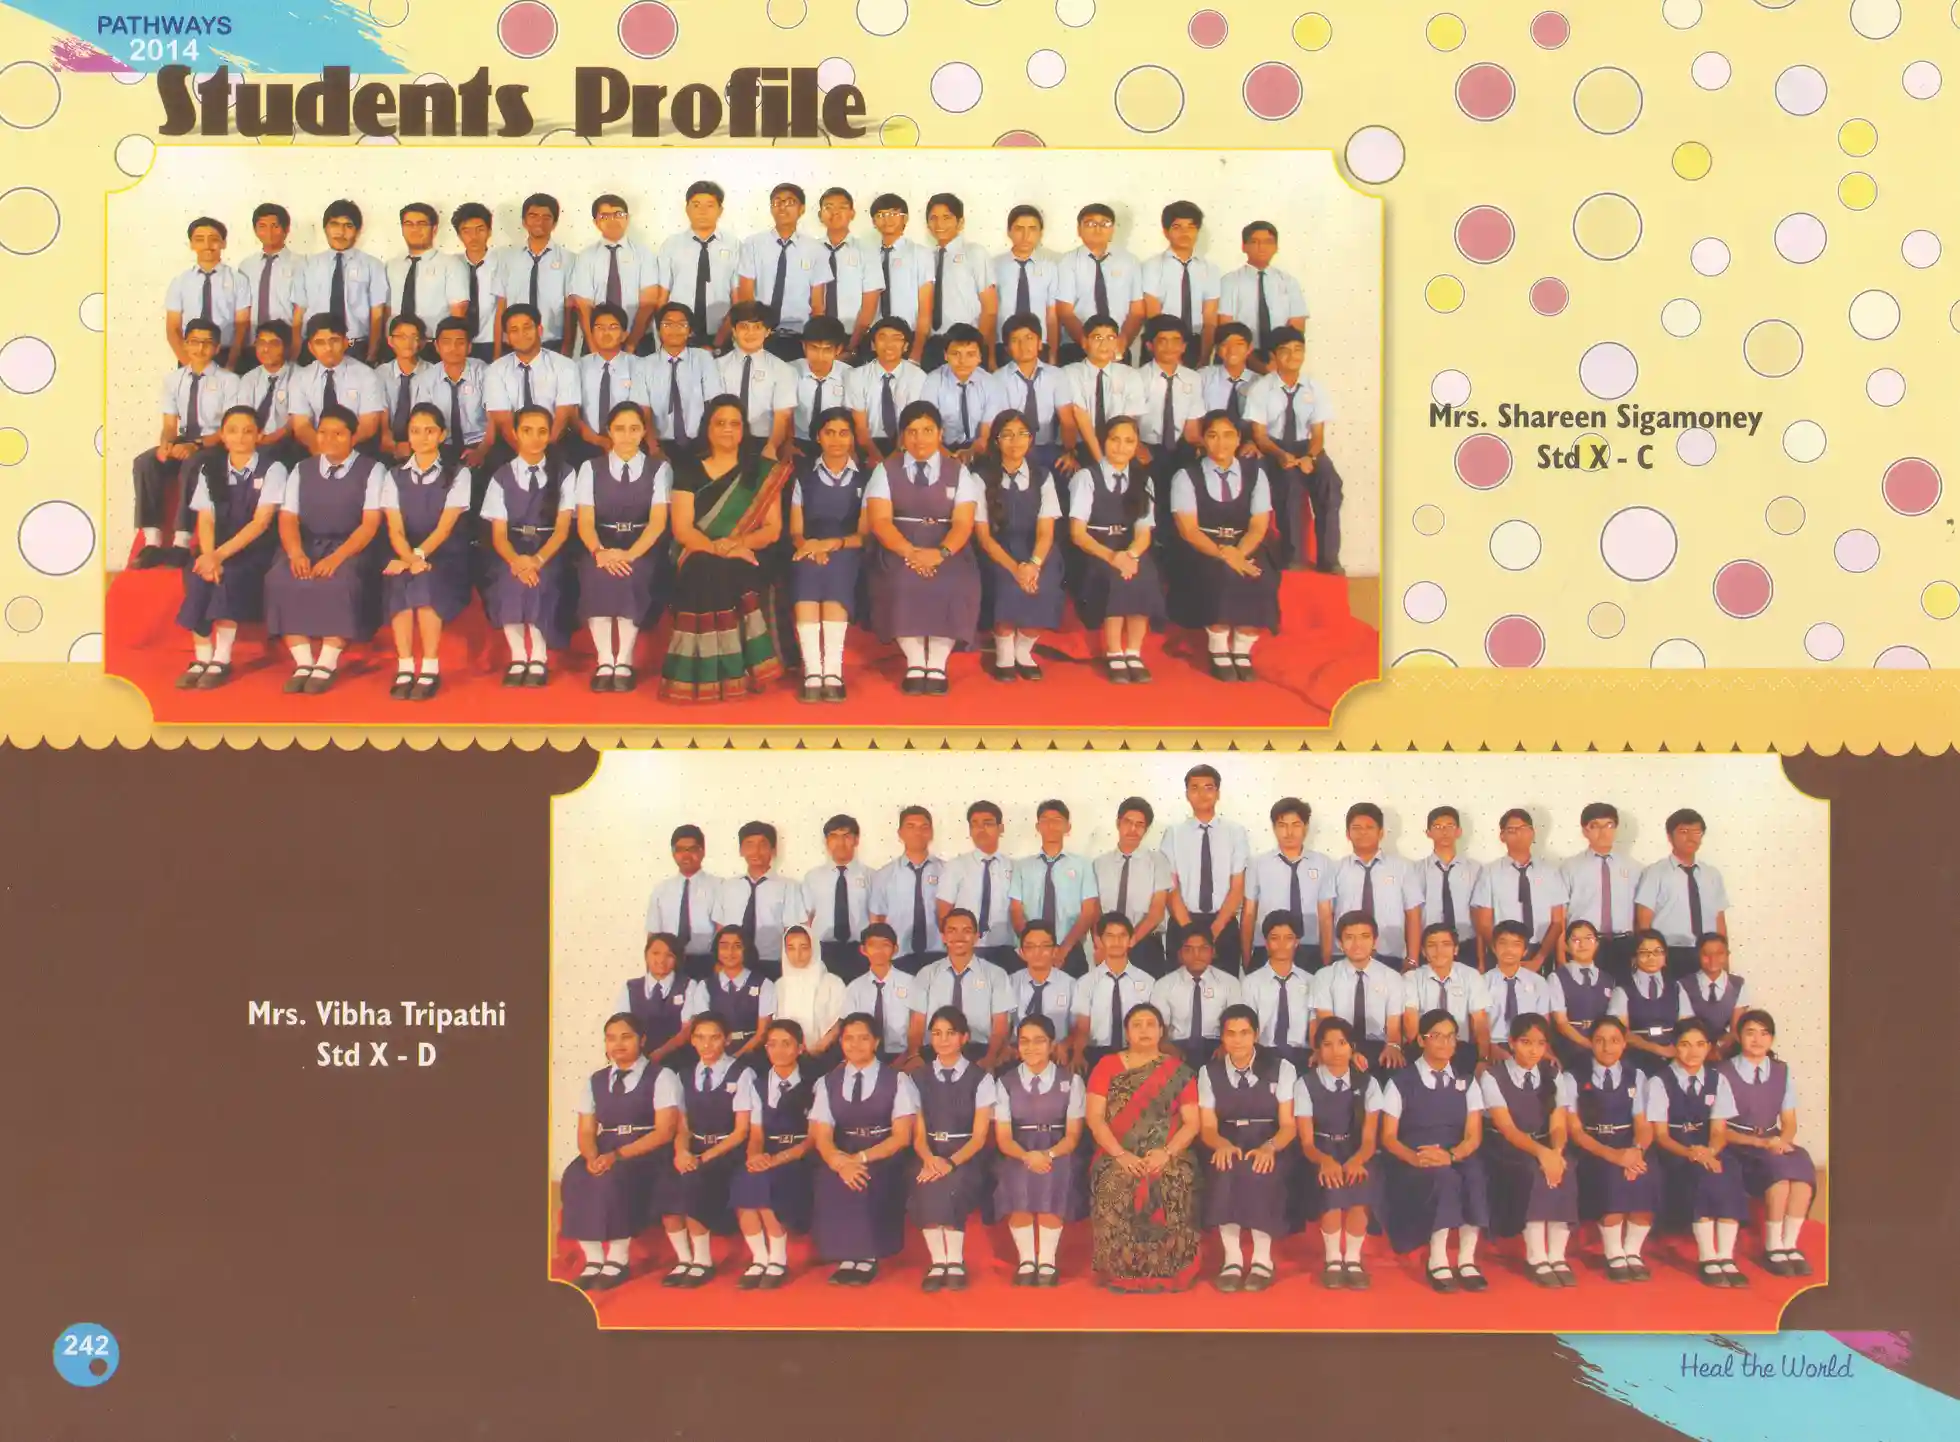 PATHWAYS
2014
Students Profile
Mrs. Shareen Sigamoney
Std X - C
Mrs. Vibha Tripathi
Std X - D
242
Heal the World